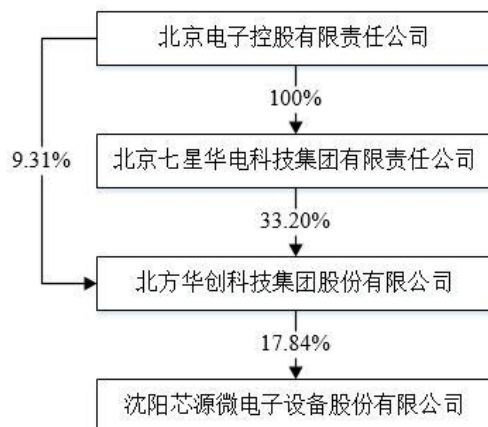 北京电子控股有限责任公司
100%
9.31%
北京七星华电科技集团有限责任公司
33.20%
北方华创科技集团股份有限公司
17.84%
沈阳芯源微电子设备股份有限公司